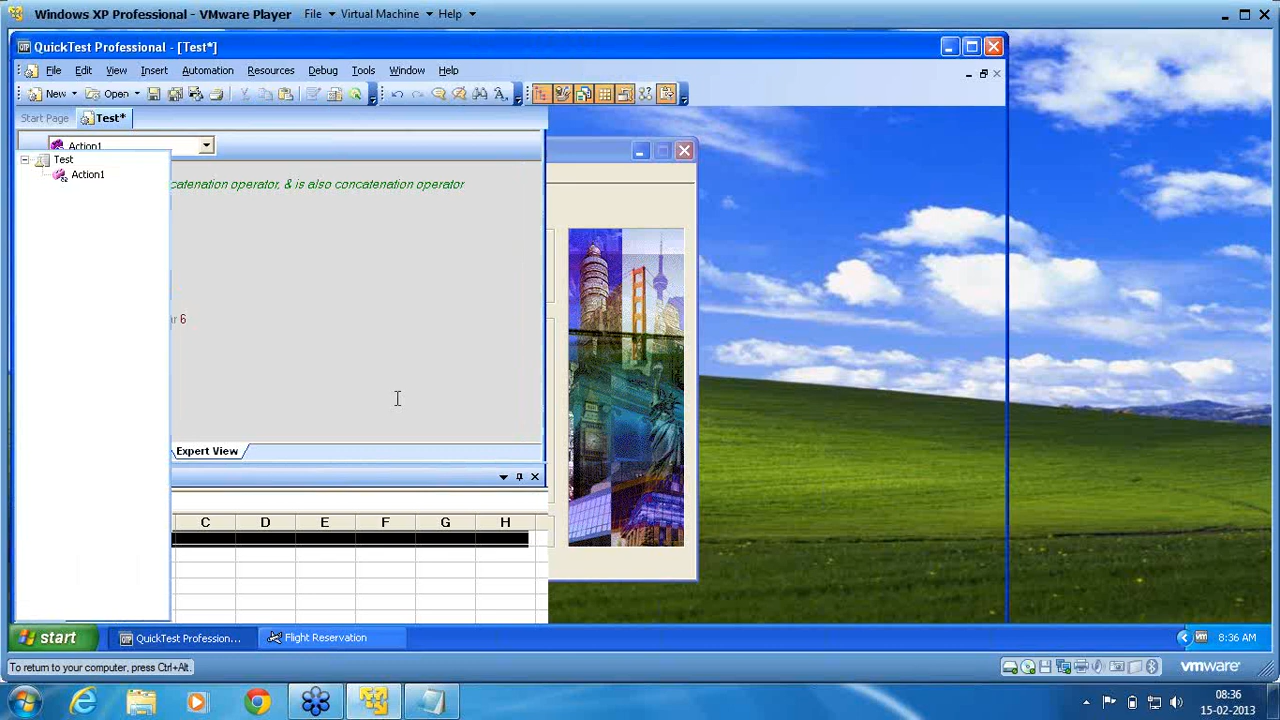 Windows XP Professional - VMware Player File Virtual Machine Help
QuickTest Professional - [Test*]
File Edit View Insert Automation Resources Debug Tools Window Help
New Open
Start Page Test*
Action1
Test
Action1
catenation operator, & is also concatenation operator
r 6
Expert View
C D E F G H
start QuickTest Profession... Flight Reservation 8:36 AM
To return to your computer, press Ctrl+Alt. vmware
08:36
15-02-2013